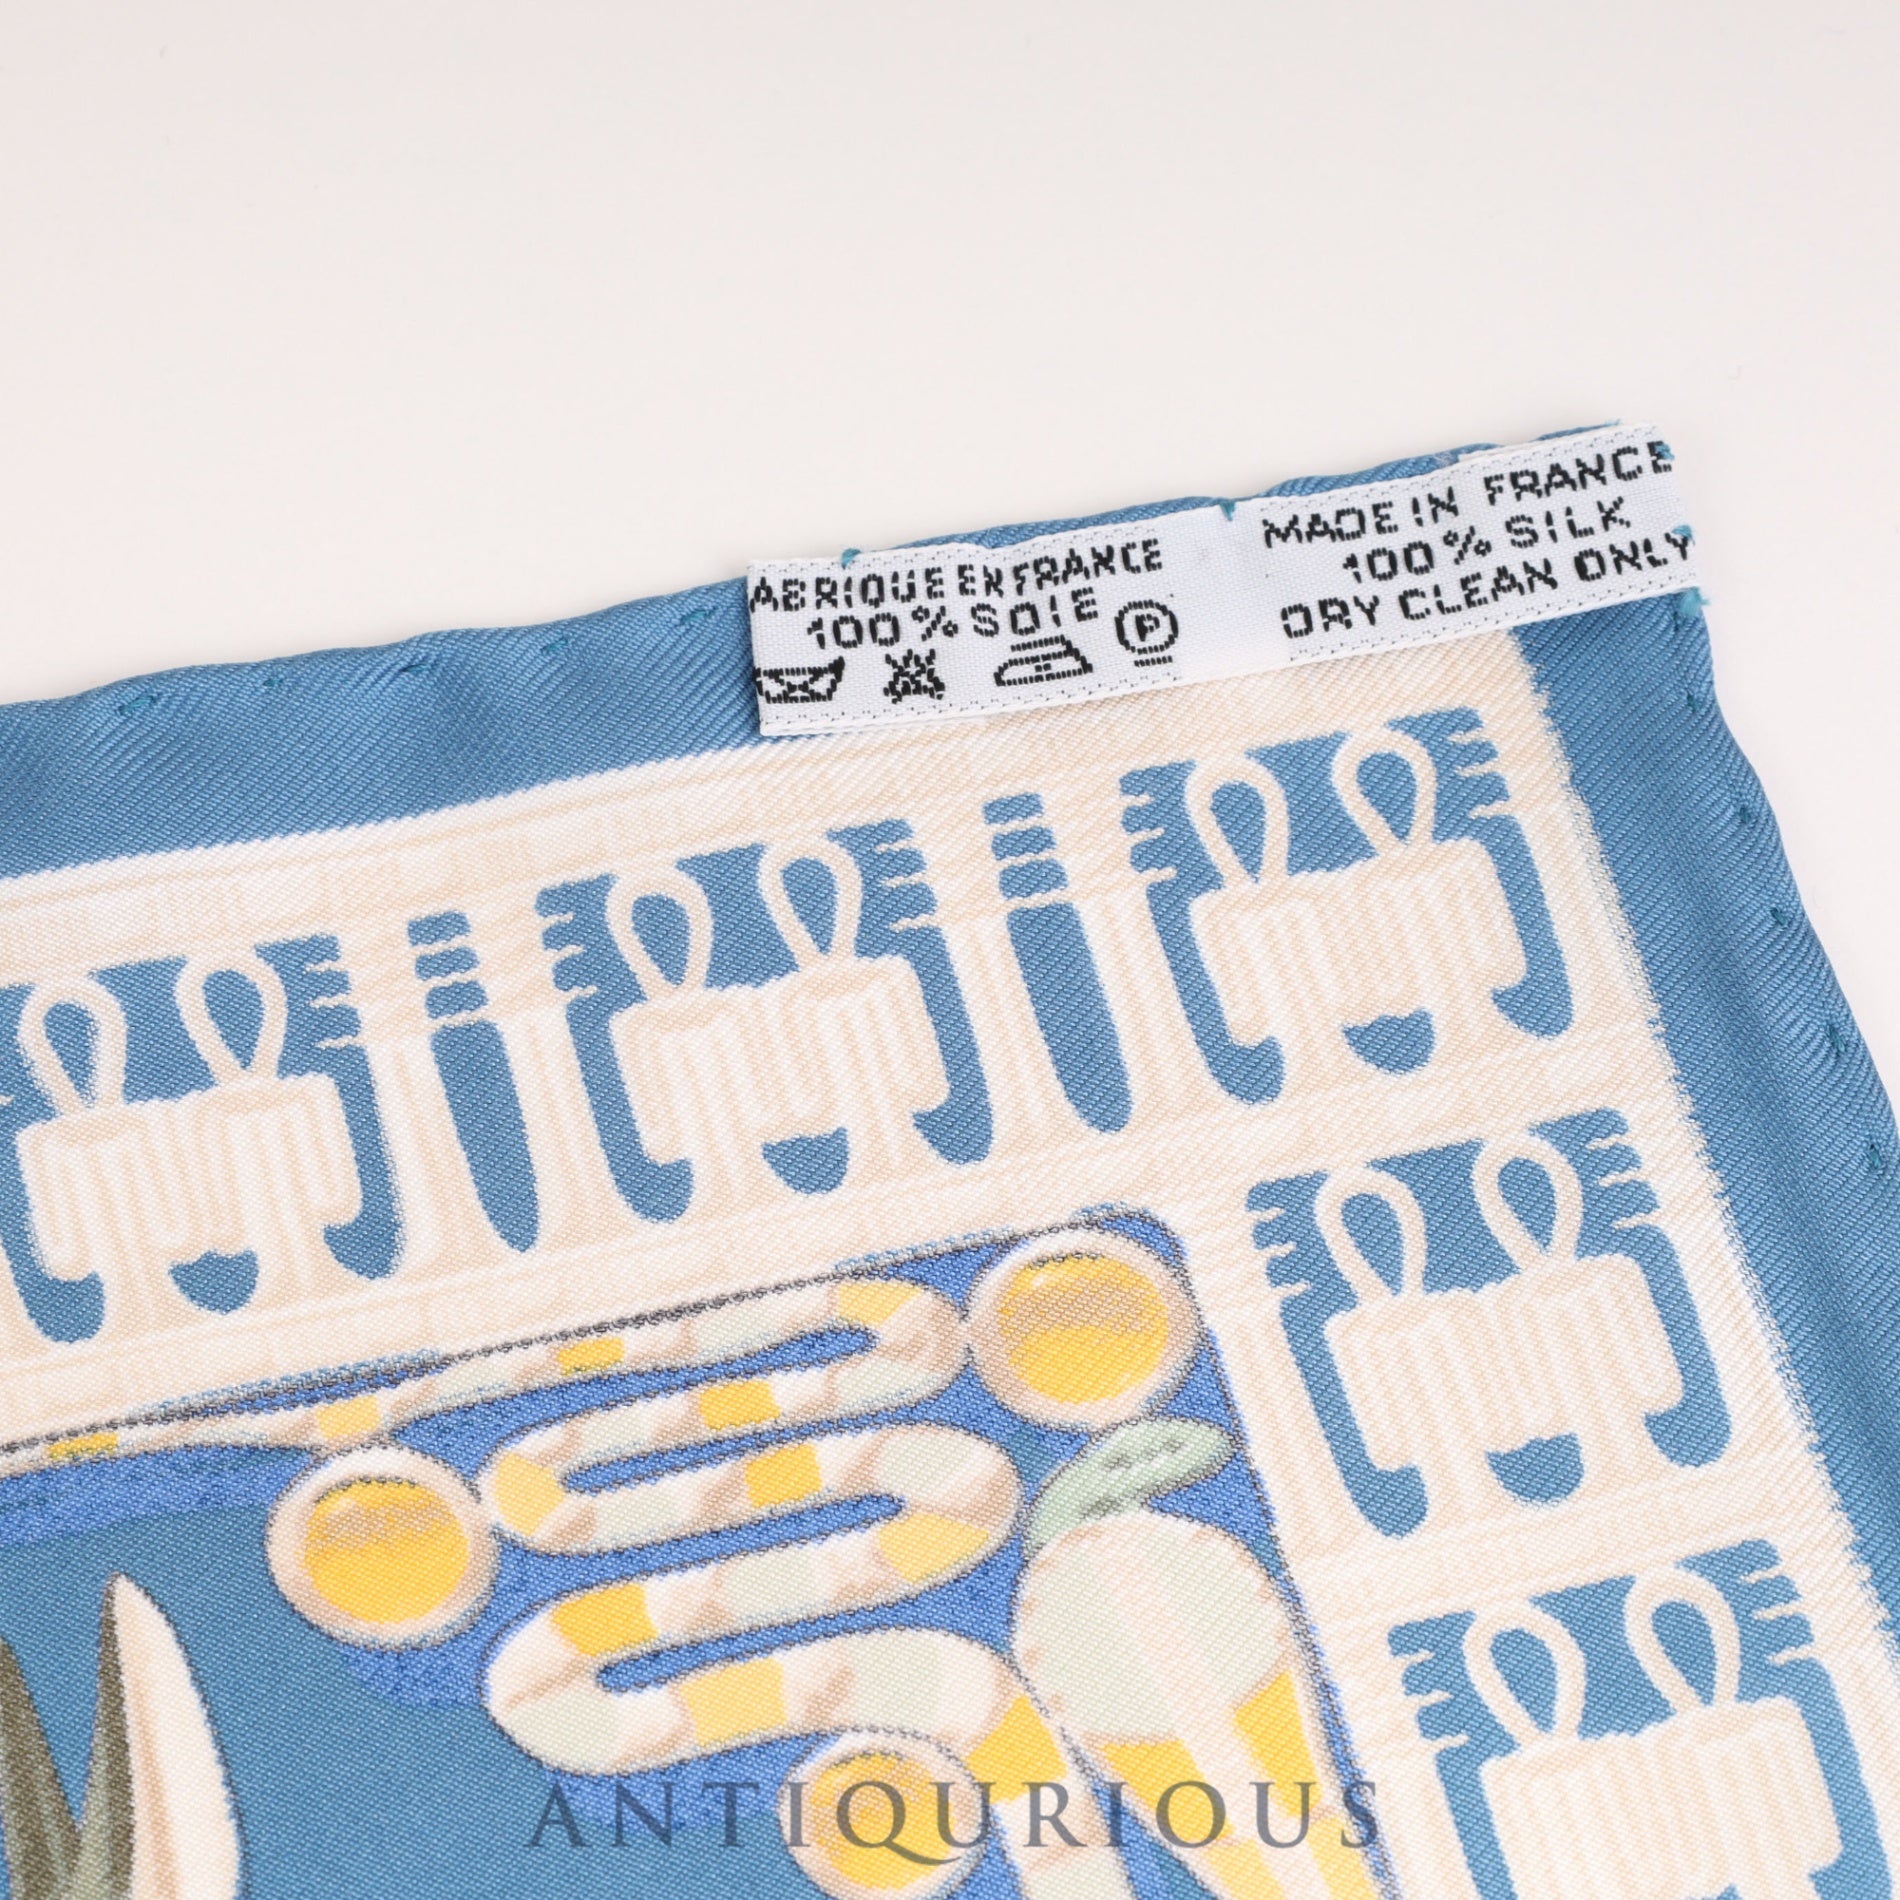 ABRIQUE EN FRANCE
100% SOIE
P
MADE IN FRANCE
100% SILK
DRY CLEAN ONLY
ANTIQURIOUS